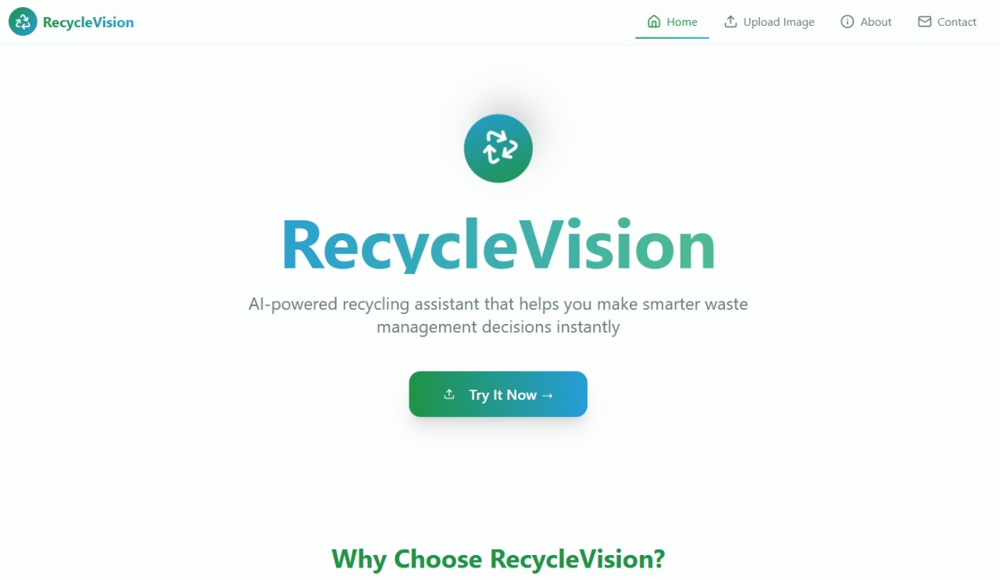 RecycleVision
Home
Upload Image
About
Contact
RecycleVision
AI-powered recycling assistant that helps you make smarter waste
management decisions instantly
Try It Now →
Why Choose RecycleVision?